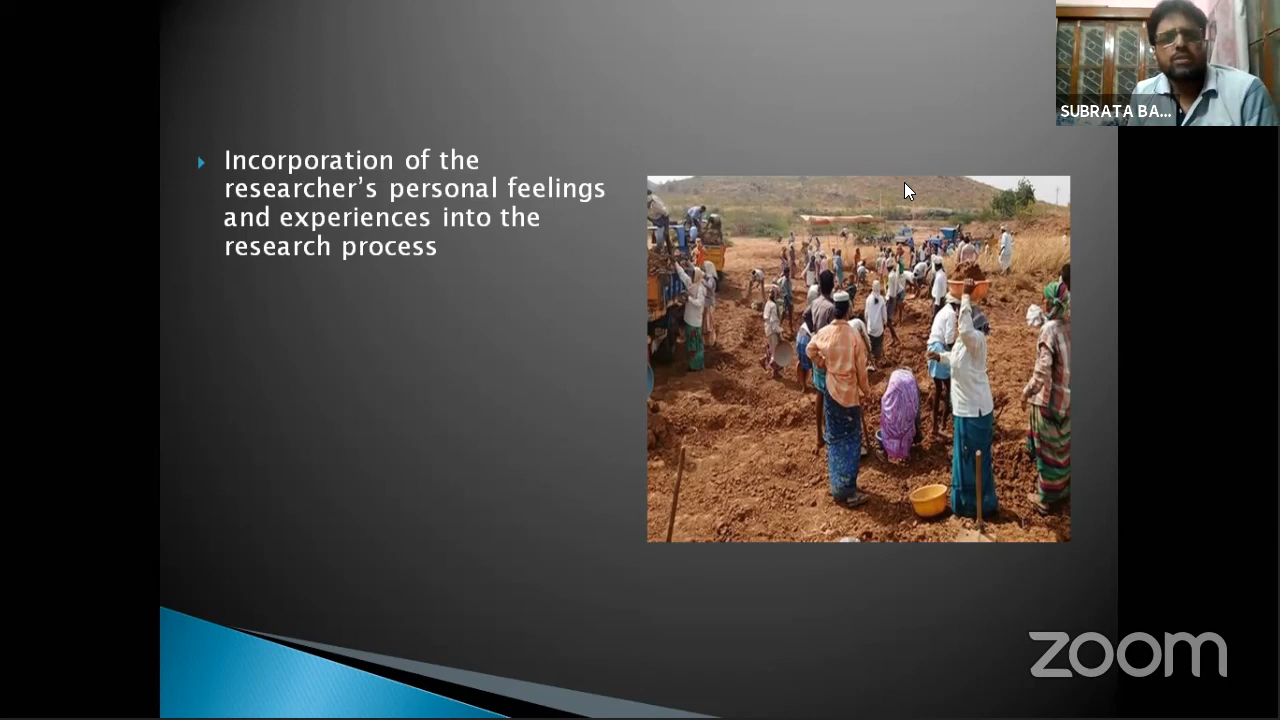 SUBRATA BA...
Incorporation of the
researcher's personal feelings
and experiences into the
research process
zoom